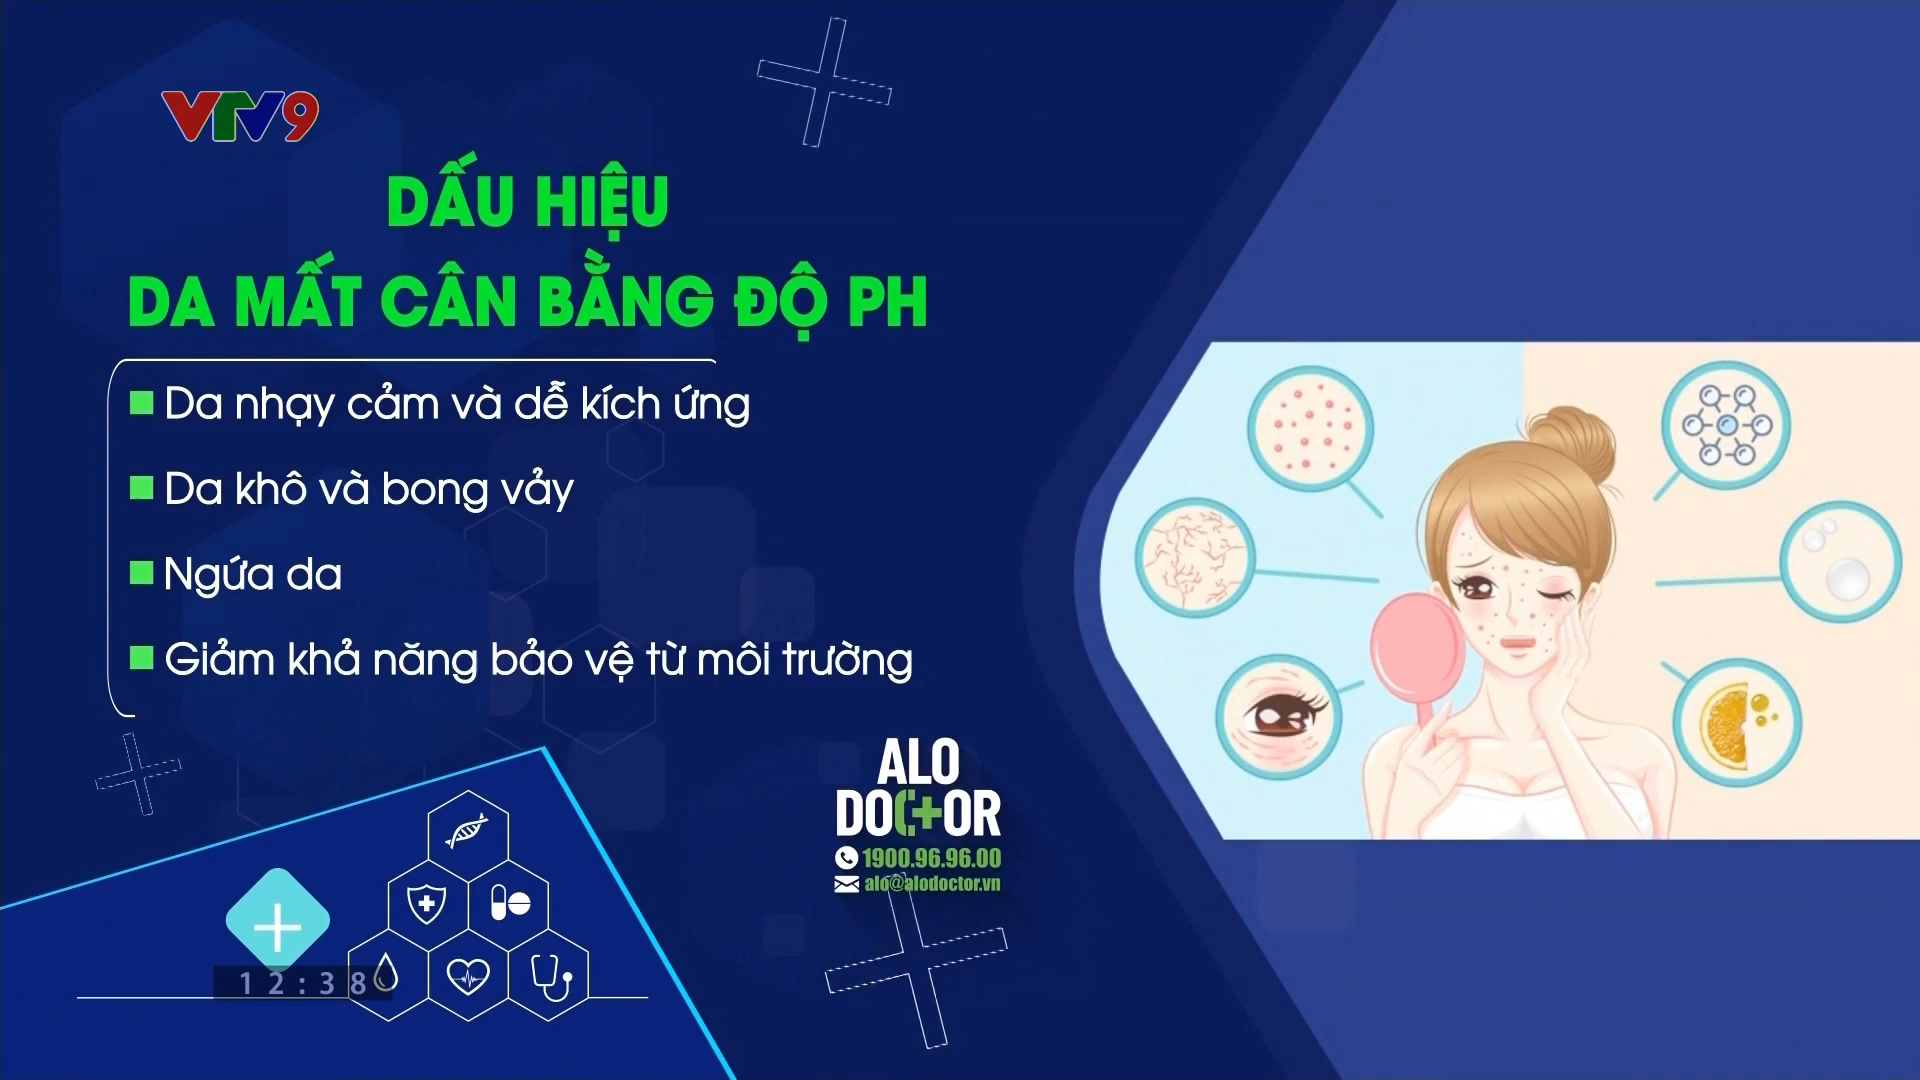 VTV9
DẤU HIỆU
DA MẤT CÂN BẰNG ĐỘ PH
Da nhạy cảm và dễ kích ứng
Da khô và bong vảy
Ngứa da
Giảm khả năng bảo vệ từ môi trường
ALO
DOCTOR
1900.96.96.00
alo@alodoctor.vn
12:38